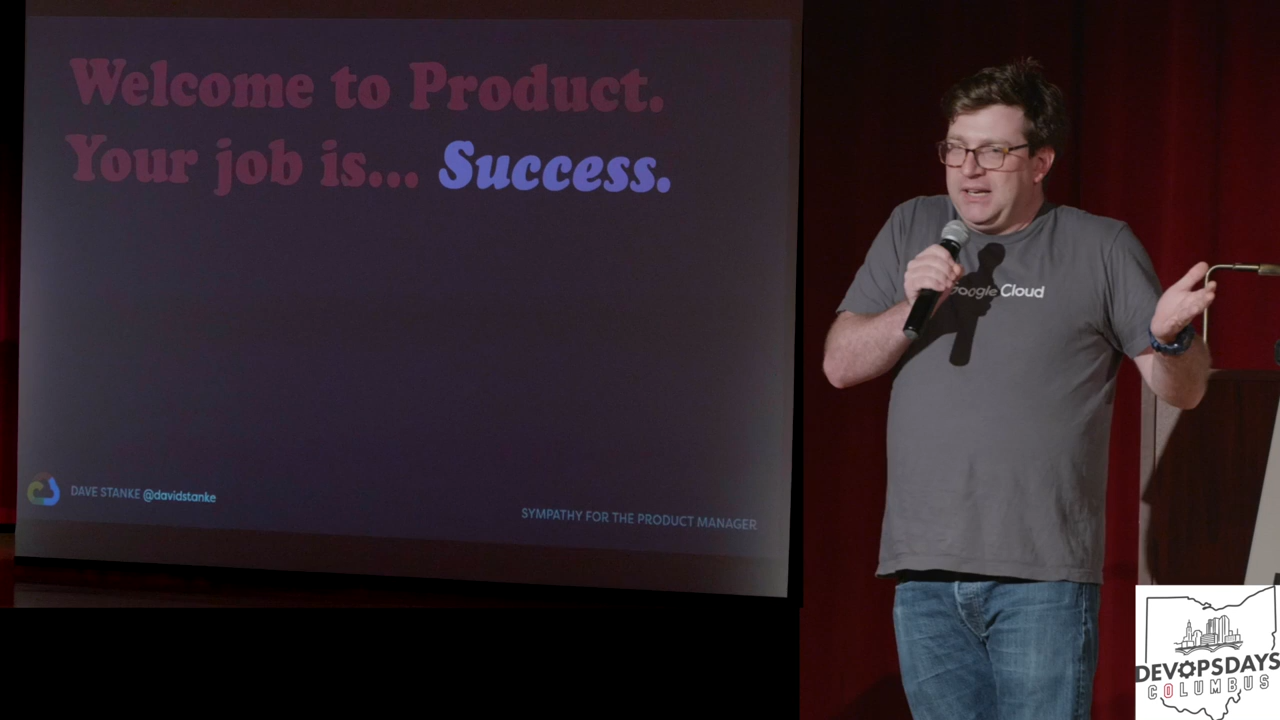 Welcome to Product.
Your job is... Success.
DAVE STANKE @davidstanke
SYMPATHY FOR THE PRODUCT MANAGER
Google Cloud
DEVOPSDAYS
COLUMBUS